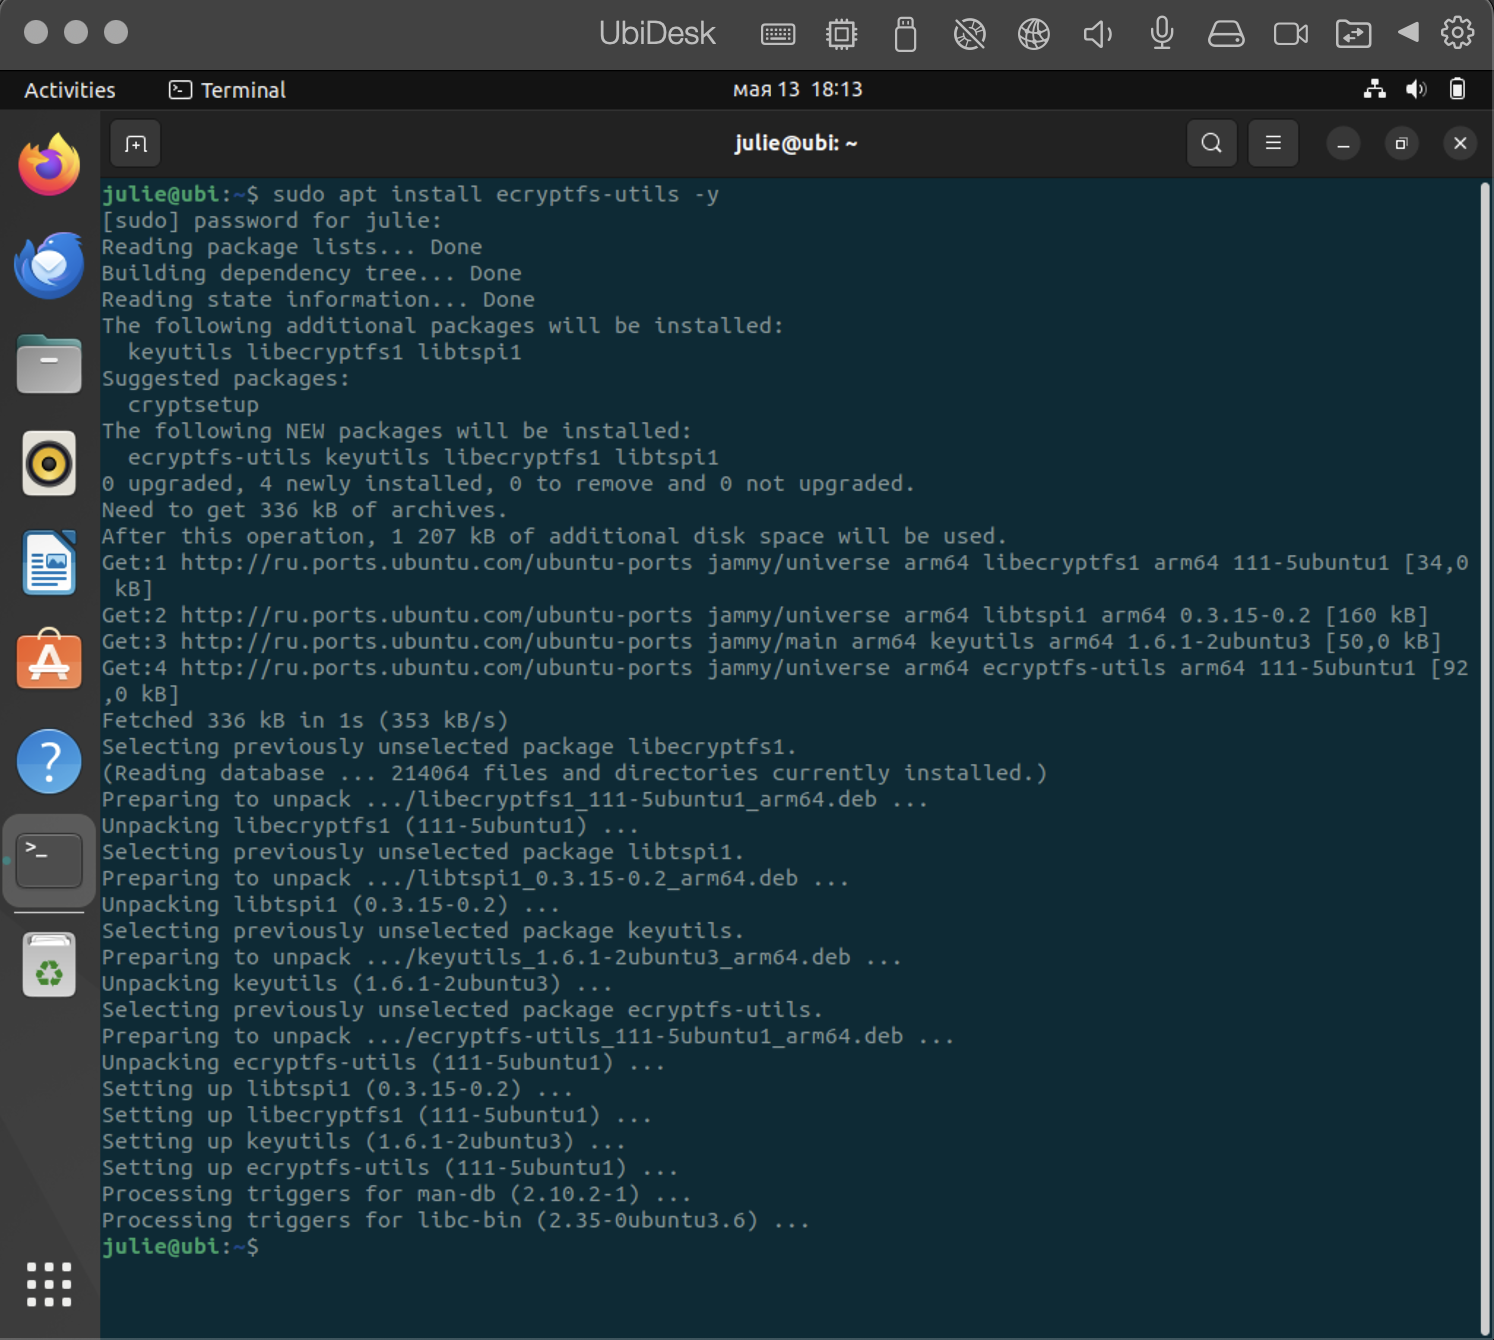 UbiDesk
Activities
Terminal
мая 13 18:13
julie@ubi: ~
julie@ubi:~$ sudo apt install ecryptfs-utils -y
[sudo] password for julie:
Reading package lists... Done
Building dependency tree... Done
Reading state information... Done
The following additional packages will be installed:
  keyutils libecryptfs1 libtspi1
Suggested packages:
  cryptsetup
The following NEW packages will be installed:
  ecryptfs-utils keyutils libecryptfs1 libtspi1
0 upgraded, 4 newly installed, 0 to remove and 0 not upgraded.
Need to get 336 kB of archives.
After this operation, 1 207 kB of additional disk space will be used.
Get:1 http://ru.ports.ubuntu.com/ubuntu-ports jammy/universe arm64 libecryptfs1 arm64 111-5ubuntu1 [34,0
 kB]
Get:2 http://ru.ports.ubuntu.com/ubuntu-ports jammy/universe arm64 libtspi1 arm64 0.3.15-0.2 [160 kB]
Get:3 http://ru.ports.ubuntu.com/ubuntu-ports jammy/main arm64 keyutils arm64 1.6.1-2ubuntu3 [50,0 kB]
Get:4 http://ru.ports.ubuntu.com/ubuntu-ports jammy/universe arm64 ecryptfs-utils arm64 111-5ubuntu1 [92
,0 kB]
Fetched 336 kB in 1s (353 kB/s)
Selecting previously unselected package libecryptfs1.
(Reading database ... 214064 files and directories currently installed.)
Preparing to unpack .../libecryptfs1_111-5ubuntu1_arm64.deb ...
Unpacking libecryptfs1 (111-5ubuntu1) ...
Selecting previously unselected package libtspi1.
Preparing to unpack .../libtspi1_0.3.15-0.2_arm64.deb ...
Unpacking libtspi1 (0.3.15-0.2) ...
Selecting previously unselected package keyutils.
Preparing to unpack .../keyutils_1.6.1-2ubuntu3_arm64.deb ...
Unpacking keyutils (1.6.1-2ubuntu3) ...
Selecting previously unselected package ecryptfs-utils.
Preparing to unpack .../ecryptfs-utils_111-5ubuntu1_arm64.deb ...
Unpacking ecryptfs-utils (111-5ubuntu1) ...
Setting up libtspi1 (0.3.15-0.2) ...
Setting up libecryptfs1 (111-5ubuntu1) ...
Setting up keyutils (1.6.1-2ubuntu3) ...
Setting up ecryptfs-utils (111-5ubuntu1) ...
Processing triggers for man-db (2.10.2-1) ...
Processing triggers for libc-bin (2.35-0ubuntu3.6) ...
julie@ubi:~$